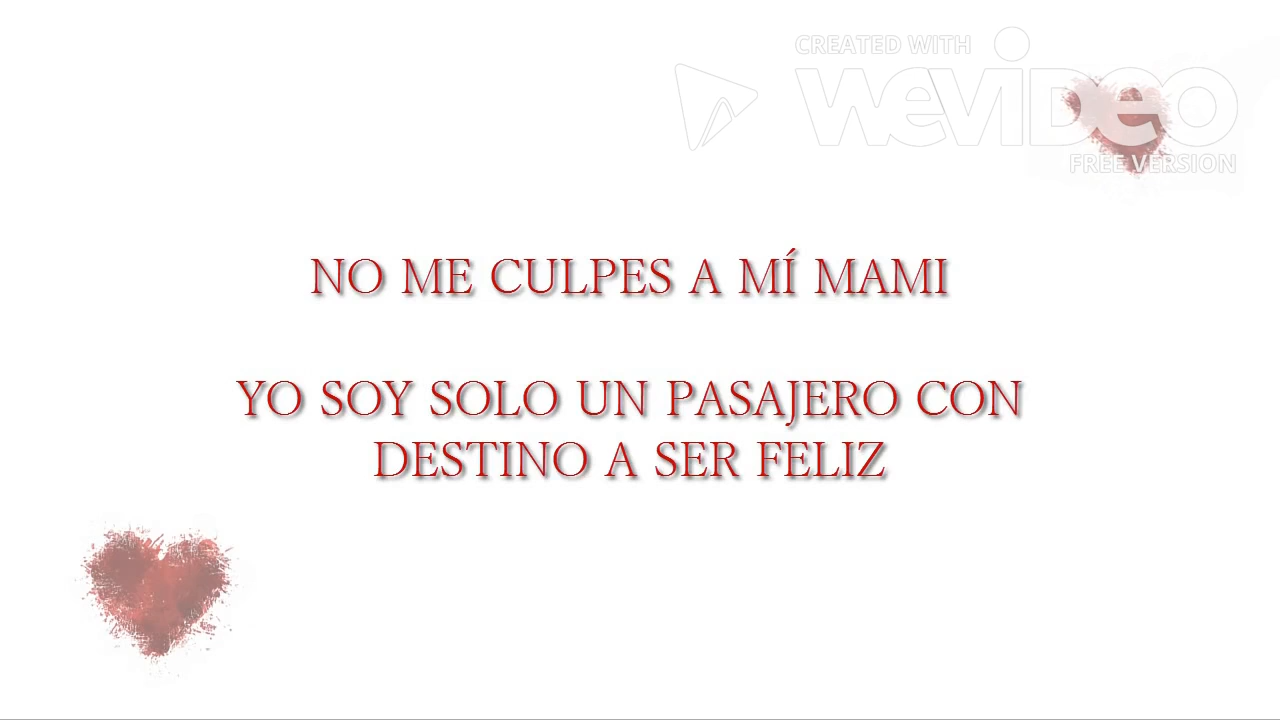 CREATED WITH
WeVideo
FREE VERSION
NO ME CULPES A MÍ MAMI
YO SOY SOLO UN PASAJERO CON
DESTINO A SER FELIZ